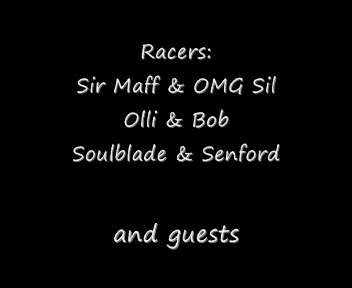 Racers:
Sir Maff & OMG Sil
Olli & Bob
Soulblade & Senford
and guests